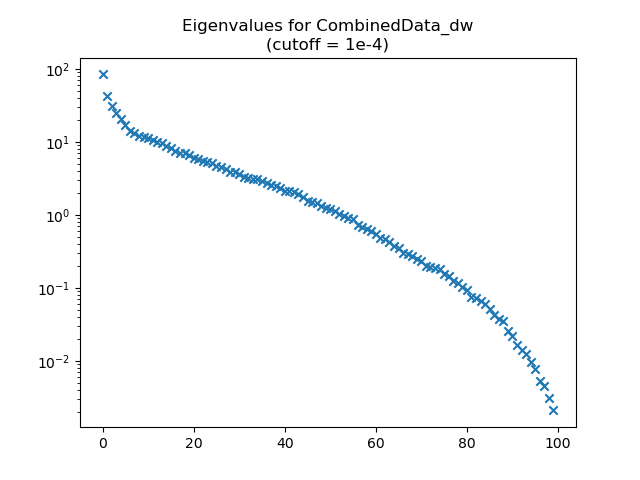 Eigenvalues for CombinedData_dw
(cutoff = 1e-4)
10²
10¹
10⁰
10⁻¹
10⁻²
0 20 40 60 80 100